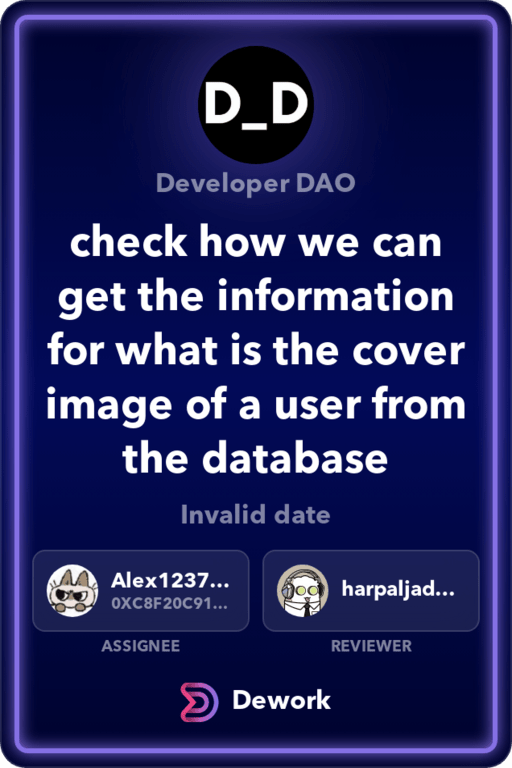 D_D
Developer DAO
check how we can
get the information
for what is the cover
image of a user from
the database
Invalid date
Alex1237...
0XC8F20C91...
harpaljad...
ASSIGNEE
REVIEWER
Dework